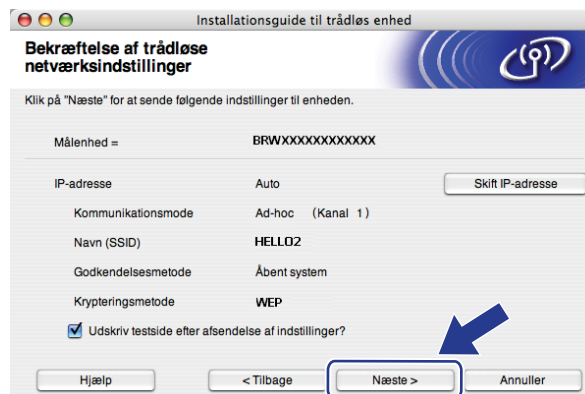 Installationsguide til trådløs enhed
Bekræftelse af trådløse
netværksindstillinger
Klik på "Næste" for at sende følgende indstillinger til enheden.
Målenhed = BRWXXXXXXXXXXXX
IP-adresse Auto Skift IP-adresse
Kommunikationsmode Ad-hoc (Kanal 1)
Navn (SSID) HELLO2
Godkendelsesmetode Åbent system
Krypteringsmetode WEP
Udskriv testside efter afsendelse af indstillinger?
Hjælp < Tilbage Næste > Annuller